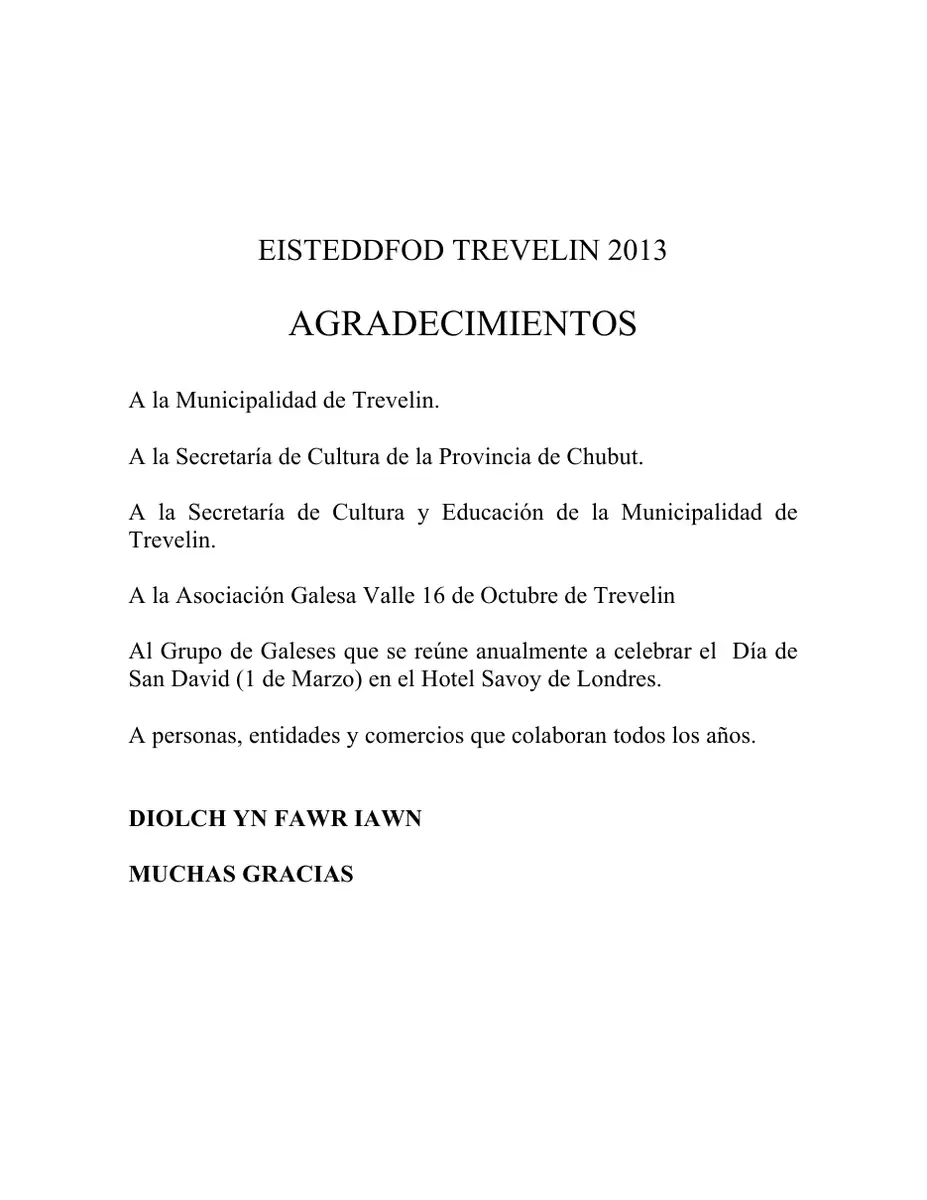 EISTEDDFOD TREVELIN 2013
AGRADECIMIENTOS
A la Municipalidad de Trevelin.
A la Secretaría de Cultura de la Provincia de Chubut.
A la Secretaría de Cultura y Educación de la Municipalidad de
Trevelin.
A la Asociación Galesa Valle 16 de Octubre de Trevelin
Al Grupo de Galeses que se reúne anualmente a celebrar el  Día de
San David (1 de Marzo) en el Hotel Savoy de Londres.
A personas, entidades y comercios que colaboran todos los años.
DIOLCH YN FAWR IAWN
MUCHAS GRACIAS